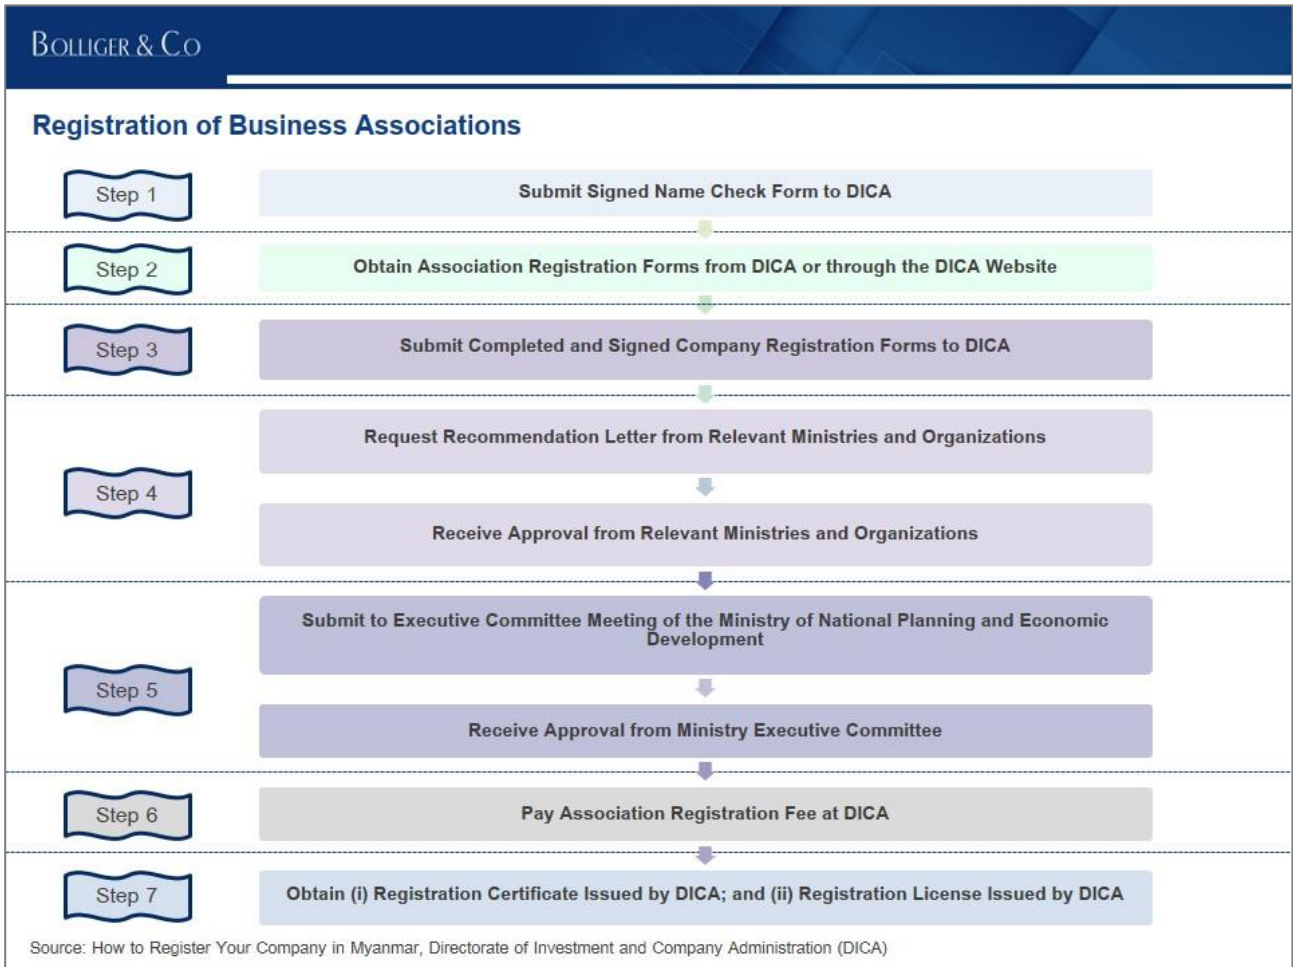 BOLLIGER & CO
Registration of Business Associations
Step 1
Submit Signed Name Check Form to DICA
Step 2
Obtain Association Registration Forms from DICA or through the DICA Website
Step 3
Submit Completed and Signed Company Registration Forms to DICA
Step 4
Request Recommendation Letter from Relevant Ministries and Organizations
Receive Approval from Relevant Ministries and Organizations
Step 5
Submit to Executive Committee Meeting of the Ministry of National Planning and Economic
Development
Receive Approval from Ministry Executive Committee
Step 6
Pay Association Registration Fee at DICA
Step 7
Obtain (i) Registration Certificate Issued by DICA; and (ii) Registration License Issued by DICA
Source: How to Register Your Company in Myanmar, Directorate of Investment and Company Administration (DICA)